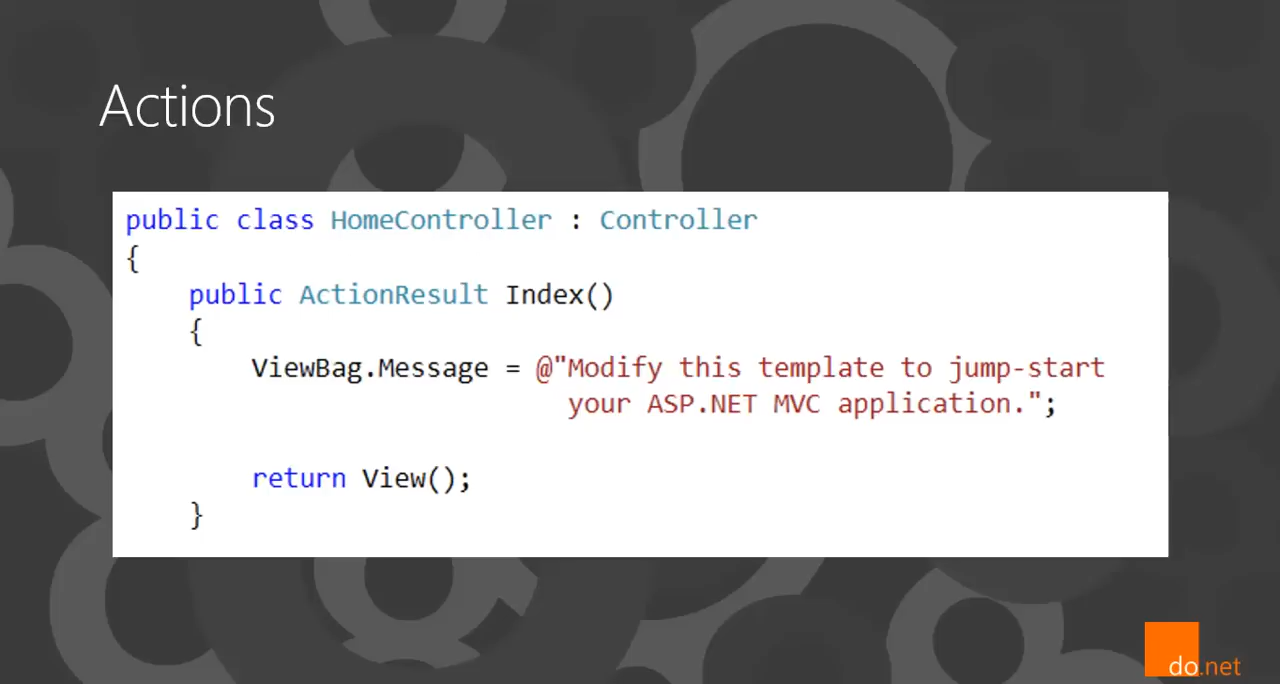 Actions
public class HomeController : Controller
{
    public ActionResult Index()
    {
        ViewBag.Message = @"Modify this template to jump-start
                            your ASP.NET MVC application.";
        return View();
    }
do.net